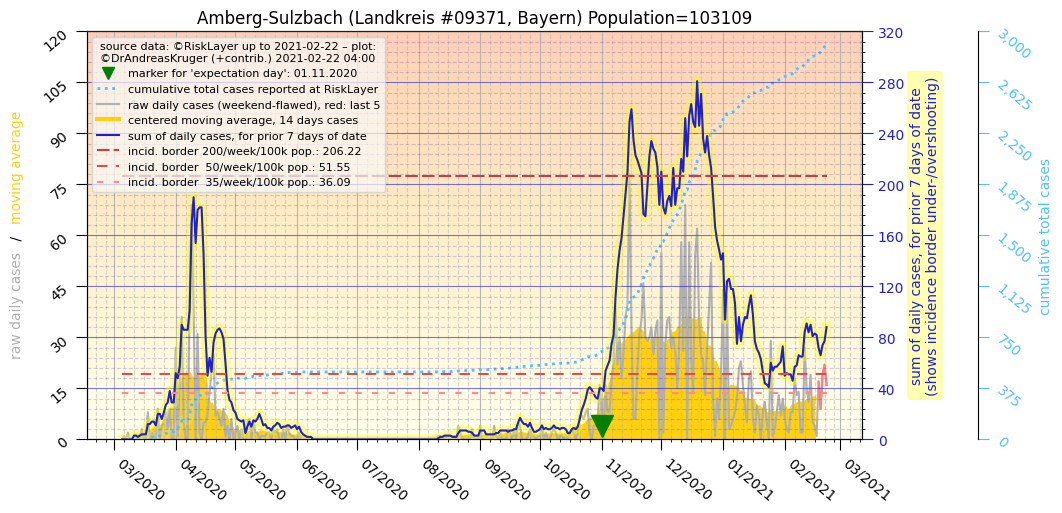 Amberg-Sulzbach (Landkreis #09371, Bayern) Population=103109
source data: ©RiskLayer up to 2021-02-22 – plot:
©DrAndreasKruger (+contrib.) 2021-02-22 04:00
marker for 'expectation day': 01.11.2020
cumulative total cases reported at RiskLayer
raw daily cases (weekend-flawed), red: last 5
centered moving average, 14 days cases
sum of daily cases, for prior 7 days of date
incid. border 200/week/100k pop.: 206.22
incid. border  50/week/100k pop.: 51.55
incid. border  35/week/100k pop.: 36.09
raw daily cases / moving average
120
105
90
75
60
45
30
15
0
03/2020
04/2020
05/2020
06/2020
07/2020
08/2020
09/2020
10/2020
11/2020
12/2020
01/2021
02/2021
03/2021
320
280
240
200
160
120
80
40
0
sum of daily cases, for prior 7 days of date
(shows incidence border under-/overshooting)
3,000
2,625
2,250
1,875
1,500
1,125
750
375
0
cumulative total cases